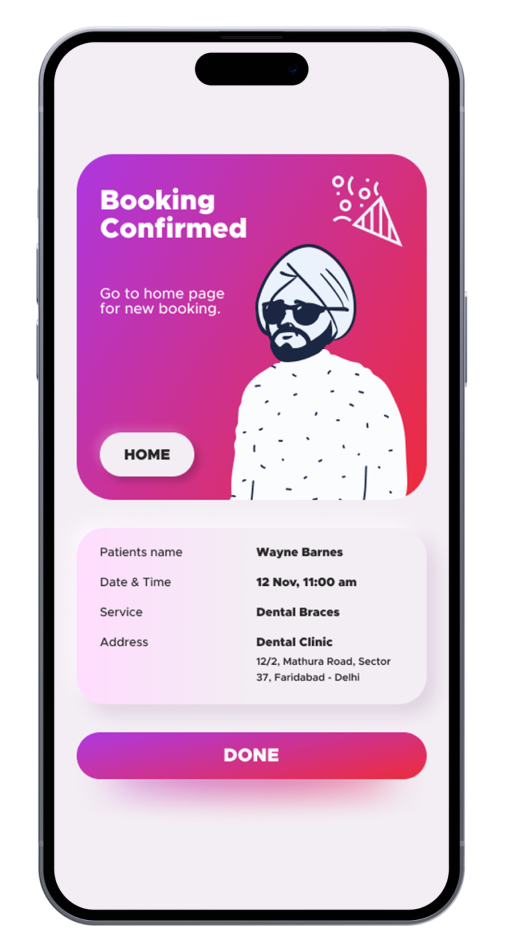 Booking
Confirmed
Go to home page
for new booking.
HOME
Patients name Wayne Barnes
Date & Time 12 Nov, 11:00 am
Service Dental Braces
Address Dental Clinic
12/2, Mathura Road, Sector
37, Faridabad - Delhi
DONE